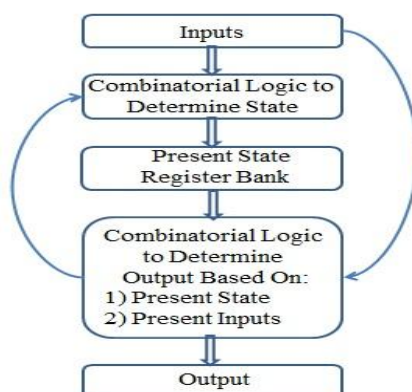 Inputs
Combinatorial Logic to
Determine State
Present State
Register Bank
Combinatorial Logic
to Determine
Output Based On:
1) Present State
2) Present Inputs
Output